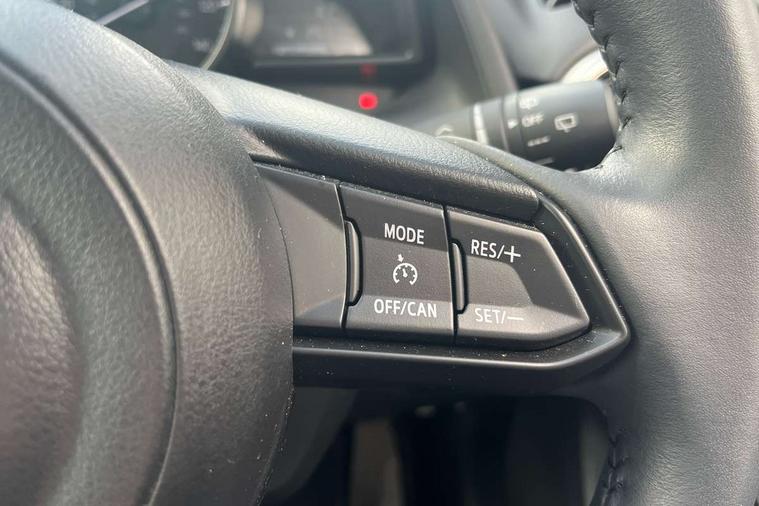 OFF
MODE
OFF/CAN
RES/+
SET/−